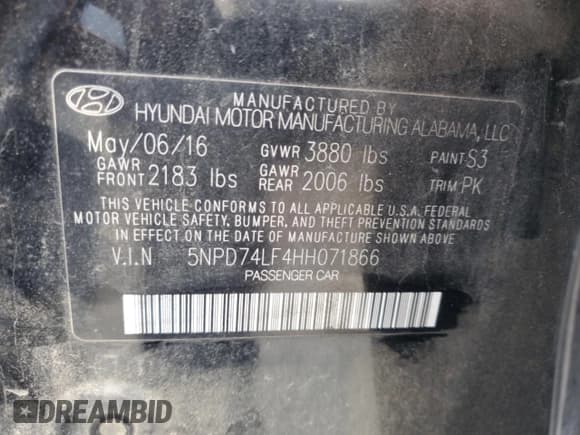 MANUFACTURED BY
HYUNDAI MOTOR MANUFACTURING ALABAMA, LLC
May/06/16 GVWR 3880 lbs PAINT S3
GAWR FRONT 2183 lbs GAWR REAR 2006 lbs TRIM PK
THIS VEHICLE CONFORMS TO ALL APPLICABLE U.S.A. FEDERAL
MOTOR VEHICLE SAFETY, BUMPER, AND THEFT PREVENTION STANDARDS
IN EFFECT ON THE DATE OF MANUFACTURE SHOWN ABOVE.
V.I.N 5NPD74LF4HH071866
PASSENGER CAR
DREAMBID